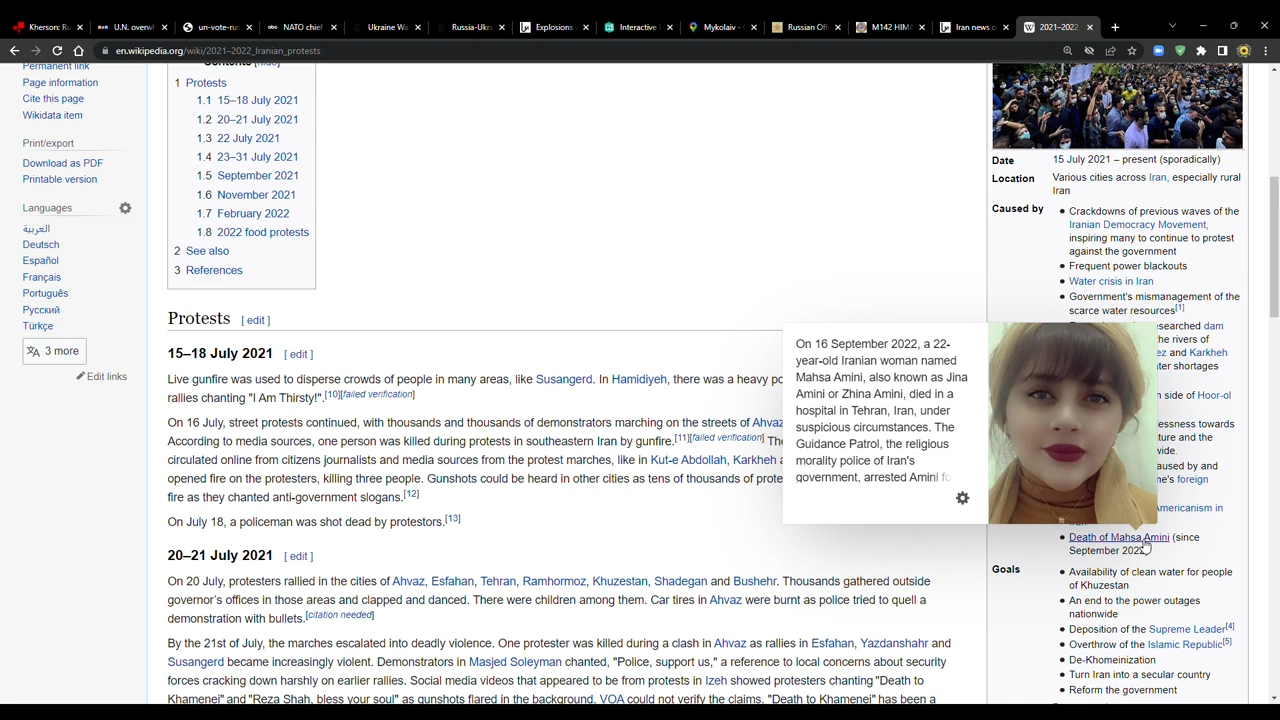 Kherson: Ru
U.N. overw
un-vote-rus
NATO chief
Ukraine Wa
Russia-Ukr
Explosions
Interactive
Mykolaiv -
Russian Off
M142 HIMA
Iran news o
2021–2022
en.wikipedia.org/wiki/2021–2022_Iranian_protests
Permanent link
Page information
Cite this page
Wikidata item
Print/export
Download as PDF
Printable version
Languages
العربية
Deutsch
Español
Français
Português
Русский
Türkçe
3 more
Edit links
Contents [hide]
1 Protests
1.1 15–18 July 2021
1.2 20–21 July 2021
1.3 22 July 2021
1.4 23–31 July 2021
1.5 September 2021
1.6 November 2021
1.7 February 2022
1.8 2022 food protests
2 See also
3 References
Protests [ edit ]
15–18 July 2021 [ edit ]
Live gunfire was used to disperse crowds of people in many areas, like Susangerd. In Hamidiyeh, there was a heavy po
rallies chanting "I Am Thirsty!".[10][failed verification]
On 16 July, street protests continued, with thousands and thousands of demonstrators marching on the streets of Ahvaz
According to media sources, one person was killed during protests in southeastern Iran by gunfire.[11][failed verification] The
circulated online from citizens journalists and media sources from the protest marches, like in Kut-e Abdollah, Karkheh a
opened fire on the protesters, killing three people. Gunshots could be heard in other cities as tens of thousands of prote
fire as they chanted anti-government slogans.[12]
On July 18, a policeman was shot dead by protestors.[13]
20–21 July 2021 [ edit ]
On 20 July, protesters rallied in the cities of Ahvaz, Esfahan, Tehran, Ramhormoz, Khuzestan, Shadegan and Bushehr. Thousands gathered outside
governor's offices in those areas and clapped and danced. There were children among them. Car tires in Ahvaz were burnt as police tried to quell a
demonstration with bullets.[citation needed]
By the 21st of July, the marches escalated into deadly violence. One protester was killed during a clash in Ahvaz as rallies in Esfahan, Yazdanshahr and
Susangerd became increasingly violent. Demonstrators in Masjed Soleyman chanted, "Police, support us," a reference to local concerns about security
forces cracking down harshly on earlier rallies. Social media videos that appeared to be from protests in Izeh showed protesters chanting "Death to
Khamenei" and "Reza Shah, bless your soul" as gunshots flared in the background. VOA could not verify the claims. "Death to Khamenei" has been a
On 16 September 2022, a 22-
year-old Iranian woman named
Mahsa Amini, also known as Jina
Amini or Zhina Amini, died in a
hospital in Tehran, Iran, under
suspicious circumstances. The
Guidance Patrol, the religious
morality police of Iran's
government, arrested Amini fo
Date 15 July 2021 – present (sporadically)
Location Various cities across Iran, especially rural
Iran
Caused by • Crackdowns of previous waves of the
Iranian Democracy Movement,
inspiring many to continue to protest
against the government
• Frequent power blackouts
• Water crisis in Iran
• Government's mismanagement of the
scarce water resources[1]
esearched dam
the rivers of
ez and Karkheh
ter shortages
n side of Hoor-ol
lessness towards
ture and the
wide.
aused by and
ne's foreign
Americanism in
Iran
• Death of Mahsa Amini (since
September 2022)
Goals • Availability of clean water for people
of Khuzestan
• An end to the power outages
nationwide
• Deposition of the Supreme Leader[4]
• Overthrow of the Islamic Republic[5]
• De-Khomeinization
• Turn Iran into a secular country
• Reform the government